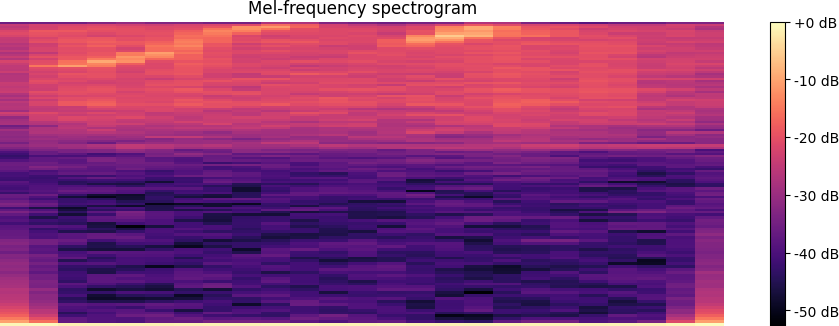 Mel-frequency spectrogram
+0 dB
-10 dB
-20 dB
-30 dB
-40 dB
-50 dB